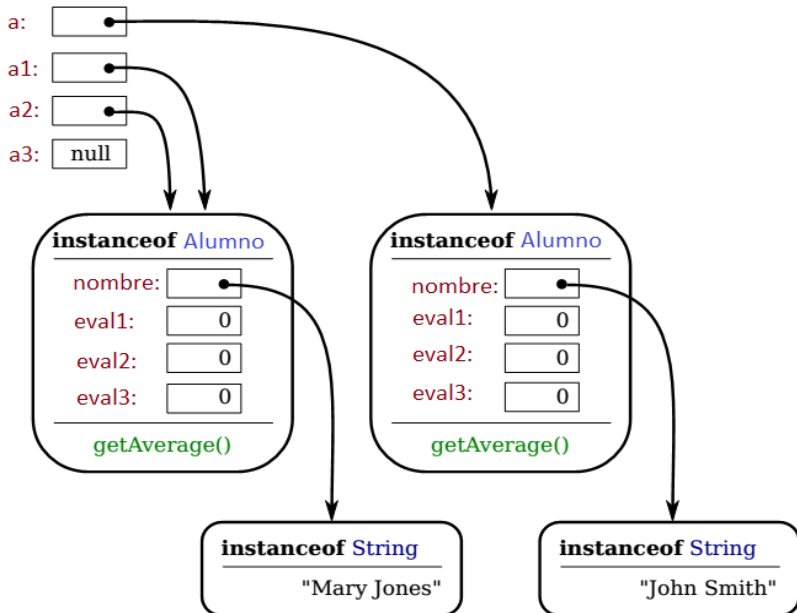 a:
a1:
a2:
a3: null
instanceof Alumno
nombre:
eval1: 0
eval2: 0
eval3: 0
getAverage()
instanceof Alumno
nombre:
eval1: 0
eval2: 0
eval3: 0
getAverage()
instanceof String
"Mary Jones"
instanceof String
"John Smith"